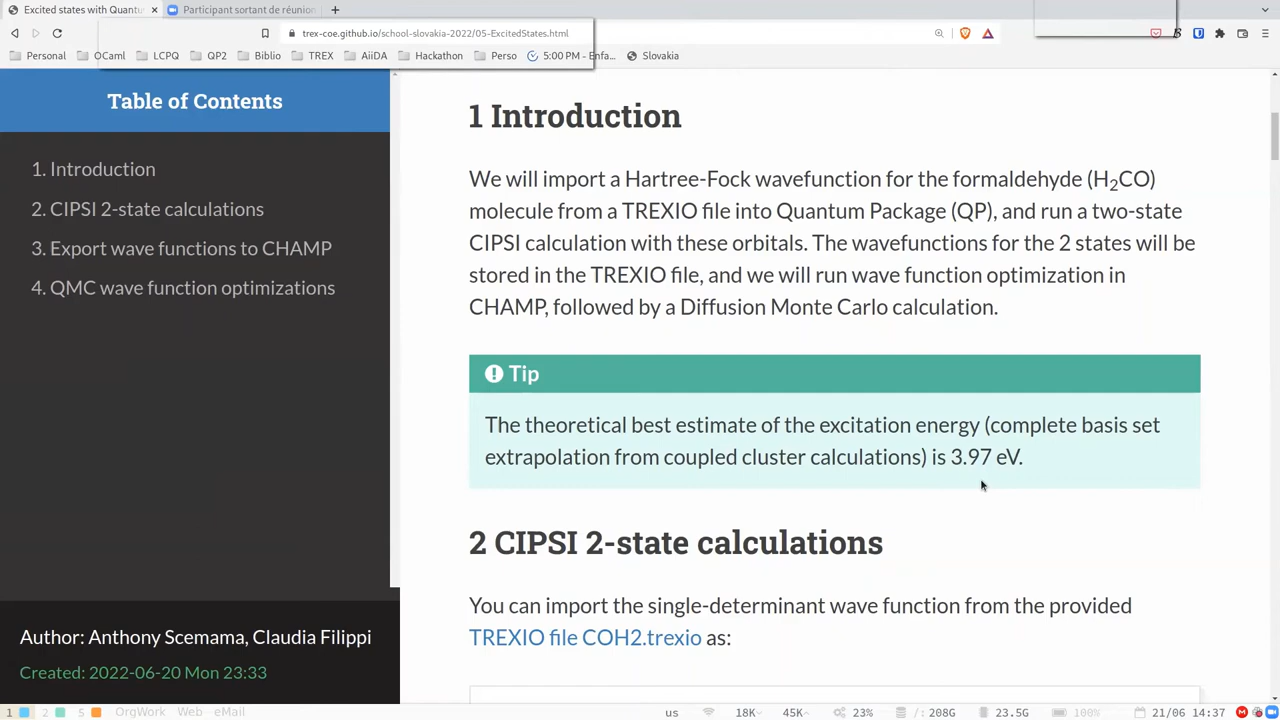 Excited states with Quantu
Participant sortant de réunion
trex-coe.github.io/school-slovakia-2022/05-ExcitedStates.html
Personal OCaml LCPQ QP2 Biblio TREX AiiDA Hackathon Perso 5:00 PM - Enfa... Slovakia
Table of Contents
1. Introduction
2. CIPSI 2-state calculations
3. Export wave functions to CHAMP
4. QMC wave function optimizations
Author: Anthony Scemama, Claudia Filippi
Created: 2022-06-20 Mon 23:33
1 Introduction
We will import a Hartree-Fock wavefunction for the formaldehyde (H₂CO)
molecule from a TREXIO file into Quantum Package (QP), and run a two-state
CIPSI calculation with these orbitals. The wavefunctions for the 2 states will be
stored in the TREXIO file, and we will run wave function optimization in
CHAMP, followed by a Diffusion Monte Carlo calculation.
Tip
The theoretical best estimate of the excitation energy (complete basis set
extrapolation from coupled cluster calculations) is 3.97 eV.
2 CIPSI 2-state calculations
You can import the single-determinant wave function from the provided
TREXIO file COH2.trexio as:
1 2 5 OrgWork Web eMail us 18K 45K 23% /: 208G 23.5G 100% 21/06 14:37